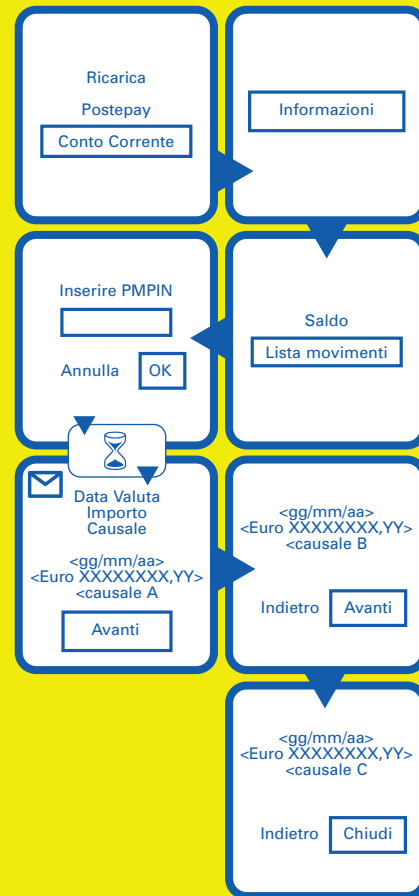 Ricarica
Postepay
Conto Corrente
Informazioni
Saldo
Lista movimenti
Inserire PMPIN
Annulla OK
Data Valuta
Importo
Causale
<gg/mm/aa>
<Euro XXXXXXXX,YY>
<causale A
Avanti
<gg/mm/aa>
<Euro XXXXXXXX,YY>
<causale B
Indietro Avanti
<gg/mm/aa>
<Euro XXXXXXXX,YY>
<causale C
Indietro Chiudi